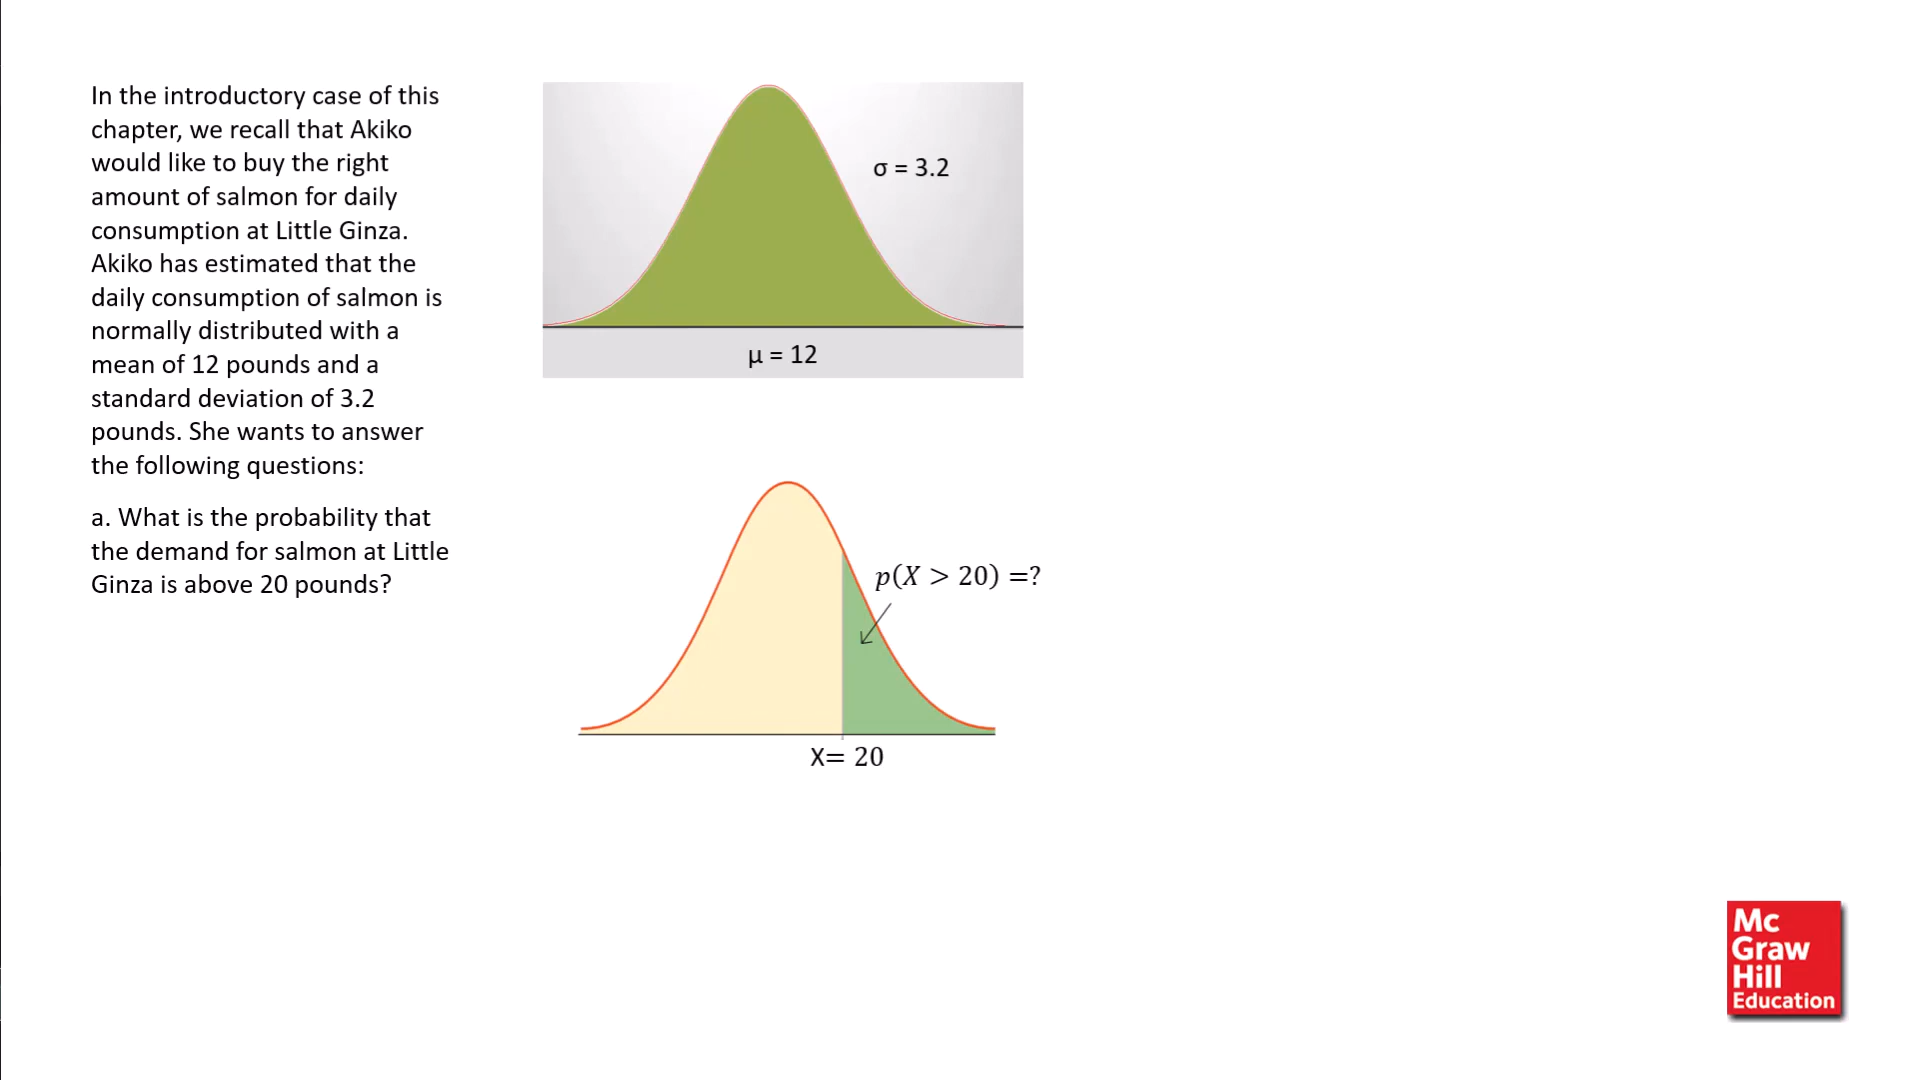 In the introductory case of this
chapter, we recall that Akiko
would like to buy the right
amount of salmon for daily
consumption at Little Ginza.
Akiko has estimated that the
daily consumption of salmon is
normally distributed with a
mean of 12 pounds and a
standard deviation of 3.2
pounds. She wants to answer
the following questions:
a. What is the probability that
the demand for salmon at Little
Ginza is above 20 pounds?
σ = 3.2
μ = 12
p(X > 20) =?
X= 20
Mc
Graw
Hill
Education